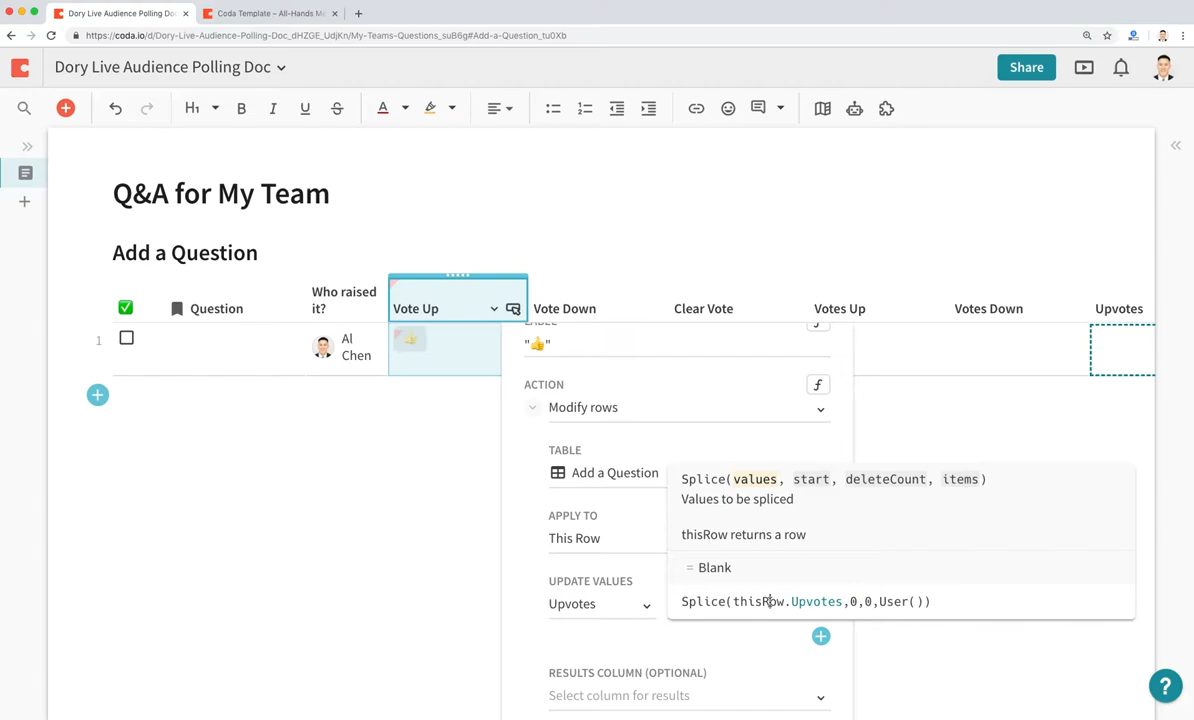 Dory Live Audience Polling Doc
Coda Template – All-Hands M
https://coda.io/d/Dory-Live-Audience-Polling-Doc_dHZGE_UdjKn/My-Teams-Questions_suB6g#Add-a-Question_tu0Xb
Dory Live Audience Polling Doc
Share
H1
B
I
U
S
A
Q&A for My Team
Add a Question
✅ Question
Who raised
it?
Vote Up
Vote Down
Clear Vote
Votes Up
Votes Down
Upvotes
1
Al
Chen
👍
"👍"
ACTION
Modify rows
TABLE
Add a Question
APPLY TO
This Row
UPDATE VALUES
Upvotes
Splice(values, start, deleteCount, items)
Values to be spliced
thisRow returns a row
= Blank
Splice(thisRow.Upvotes,0,0,User())
RESULTS COLUMN (OPTIONAL)
Select column for results
?